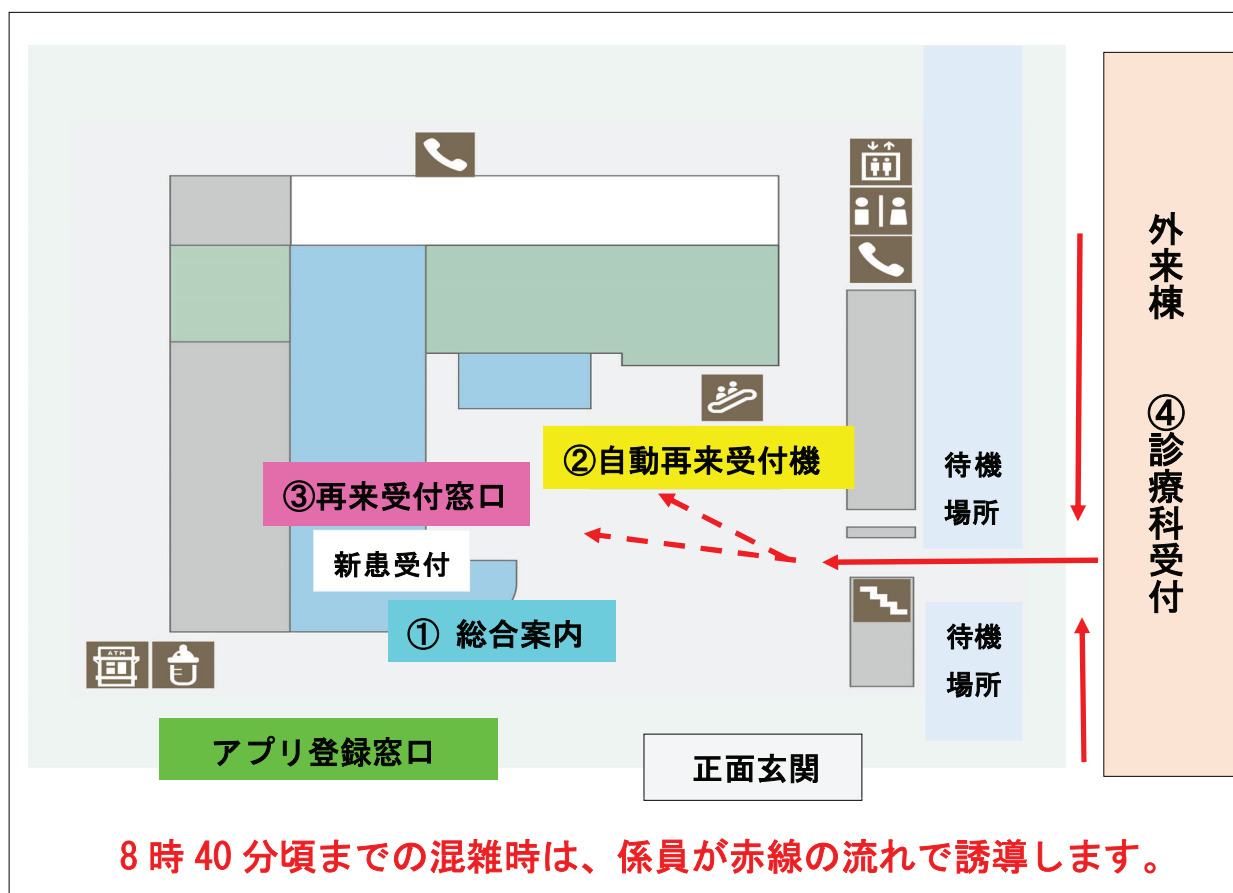 ATM
②自動再来受付機
③再来受付窓口
新患受付
① 総合案内
待機
場所
待機
場所
外来棟 ④診療科受付
アプリ登録窓口
正面玄関
8時40分頃までの混雑時は、係員が赤線の流れで誘導します。